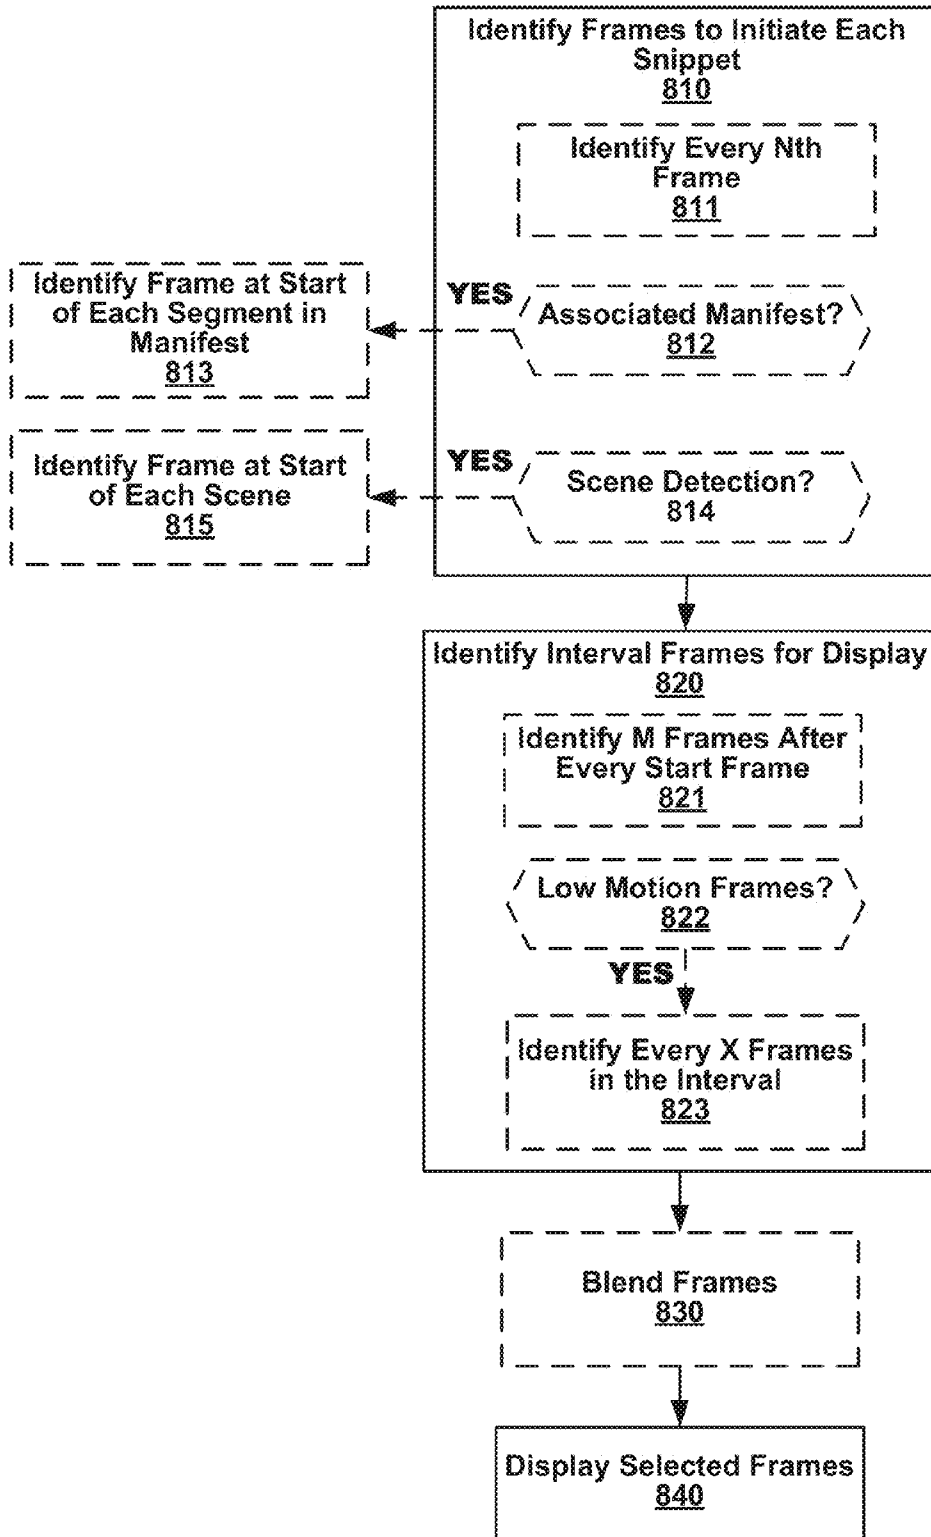 Identify Frames to Initiate Each
Snippet
810
Identify Every Nth
Frame
811
YES
Associated Manifest?
812
Identify Frame at Start
of Each Segment in
Manifest
813
YES
Scene Detection?
814
Identify Frame at Start
of Each Scene
815
Identify Interval Frames for Display
820
Identify M Frames After
Every Start Frame
821
Low Motion Frames?
822
YES
Identify Every X Frames
in the Interval
823
Blend Frames
830
Display Selected Frames
840